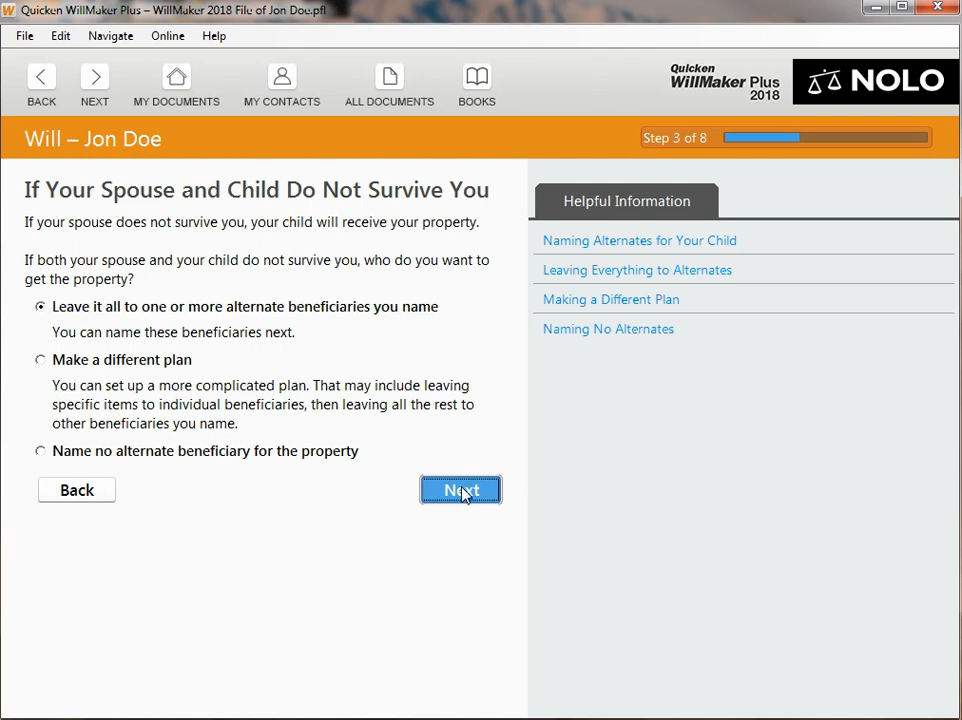 Quicken WillMaker Plus – WillMaker 2018 File of Jon Doe.pfl
File Edit Navigate Online Help
BACK NEXT MY DOCUMENTS MY CONTACTS ALL DOCUMENTS BOOKS
Quicken
WillMaker Plus
2018
NOLO
Will – Jon Doe
Step 3 of 8
If Your Spouse and Child Do Not Survive You
If your spouse does not survive you, your child will receive your property.
If both your spouse and your child do not survive you, who do you want to
get the property?
Leave it all to one or more alternate beneficiaries you name
You can name these beneficiaries next.
Make a different plan
You can set up a more complicated plan. That may include leaving
specific items to individual beneficiaries, then leaving all the rest to
other beneficiaries you name.
Name no alternate beneficiary for the property
Back
Next
Helpful Information
Naming Alternates for Your Child
Leaving Everything to Alternates
Making a Different Plan
Naming No Alternates